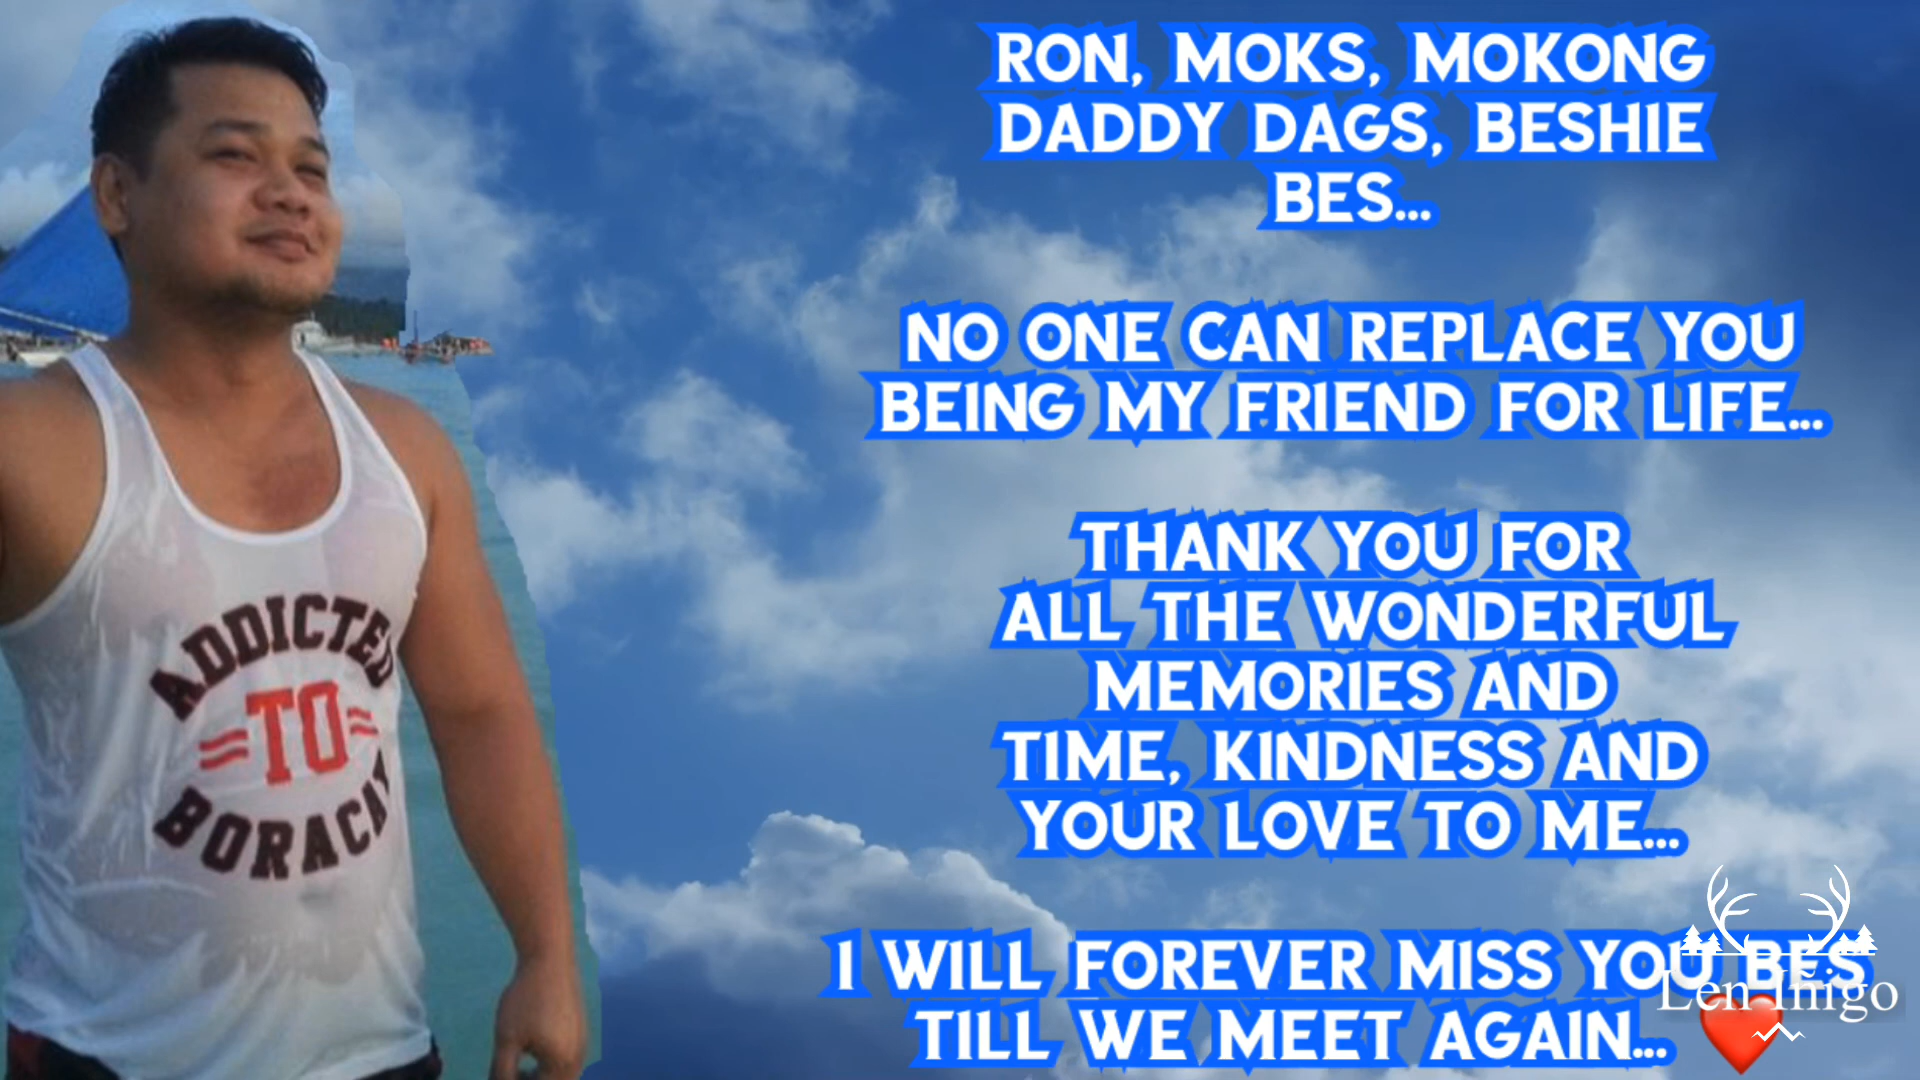 RON, MOKS, MOKONG
DADDY DAGS, BESHIE
BES...
NO ONE CAN REPLACE YOU
BEING MY FRIEND FOR LIFE...
THANK YOU FOR
ALL THE WONDERFUL
MEMORIES AND
TIME, KINDNESS AND
YOUR LOVE TO ME...
I WILL FOREVER MISS YOU BES
TILL WE MEET AGAIN... ❤️
Len Iñigo
ADDICTED
=TO=
BORACAY